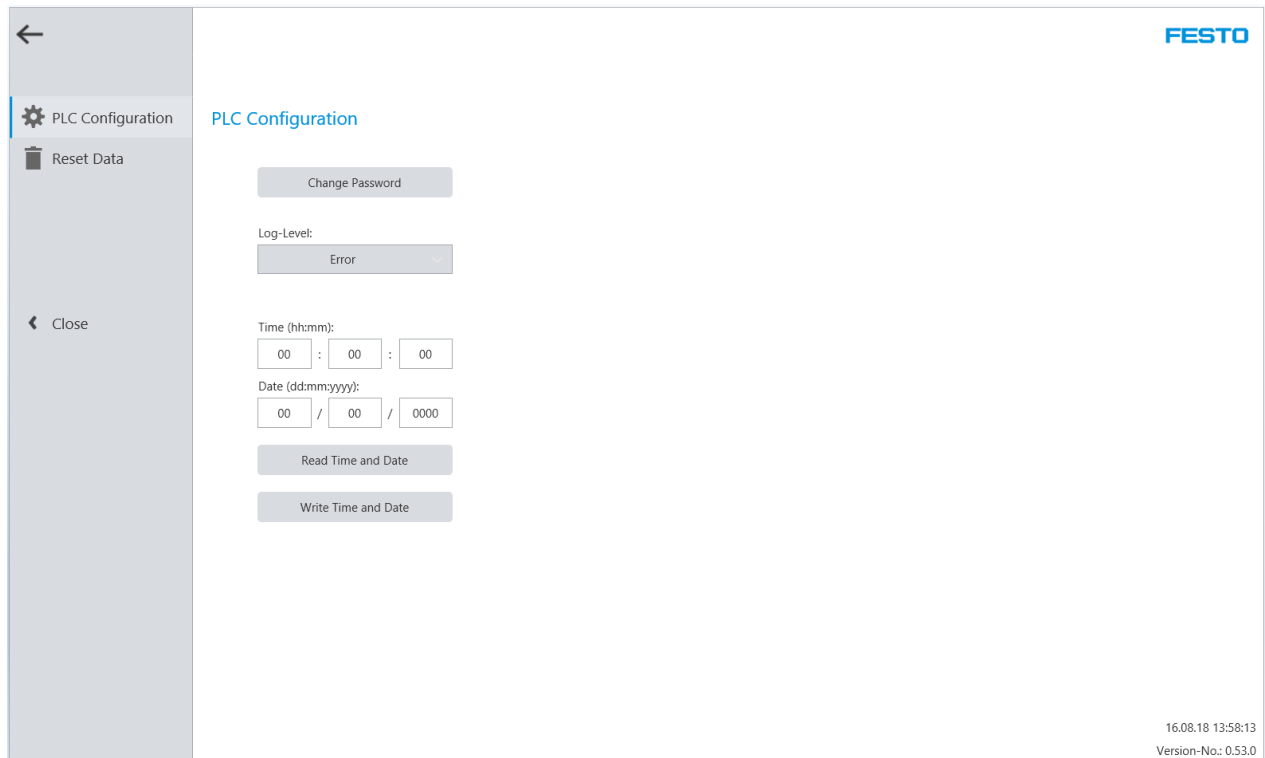 FESTO
PLC Configuration
Reset Data
Close
PLC Configuration
Change Password
Log-Level:
Error
Time (hh:mm):
00 : 00 : 00
Date (dd:mm:yyyy):
00 / 00 / 0000
Read Time and Date
Write Time and Date
16.08.18 13:58:13
Version-No.: 0.53.0